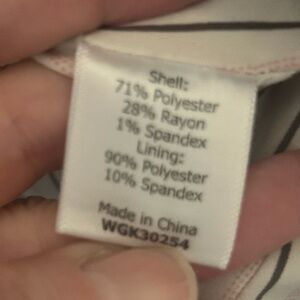 Shell:
71% Polyester
28% Rayon
1% Spandex
Lining:
90% Polyester
10% Spandex
Made in China
WGK30254